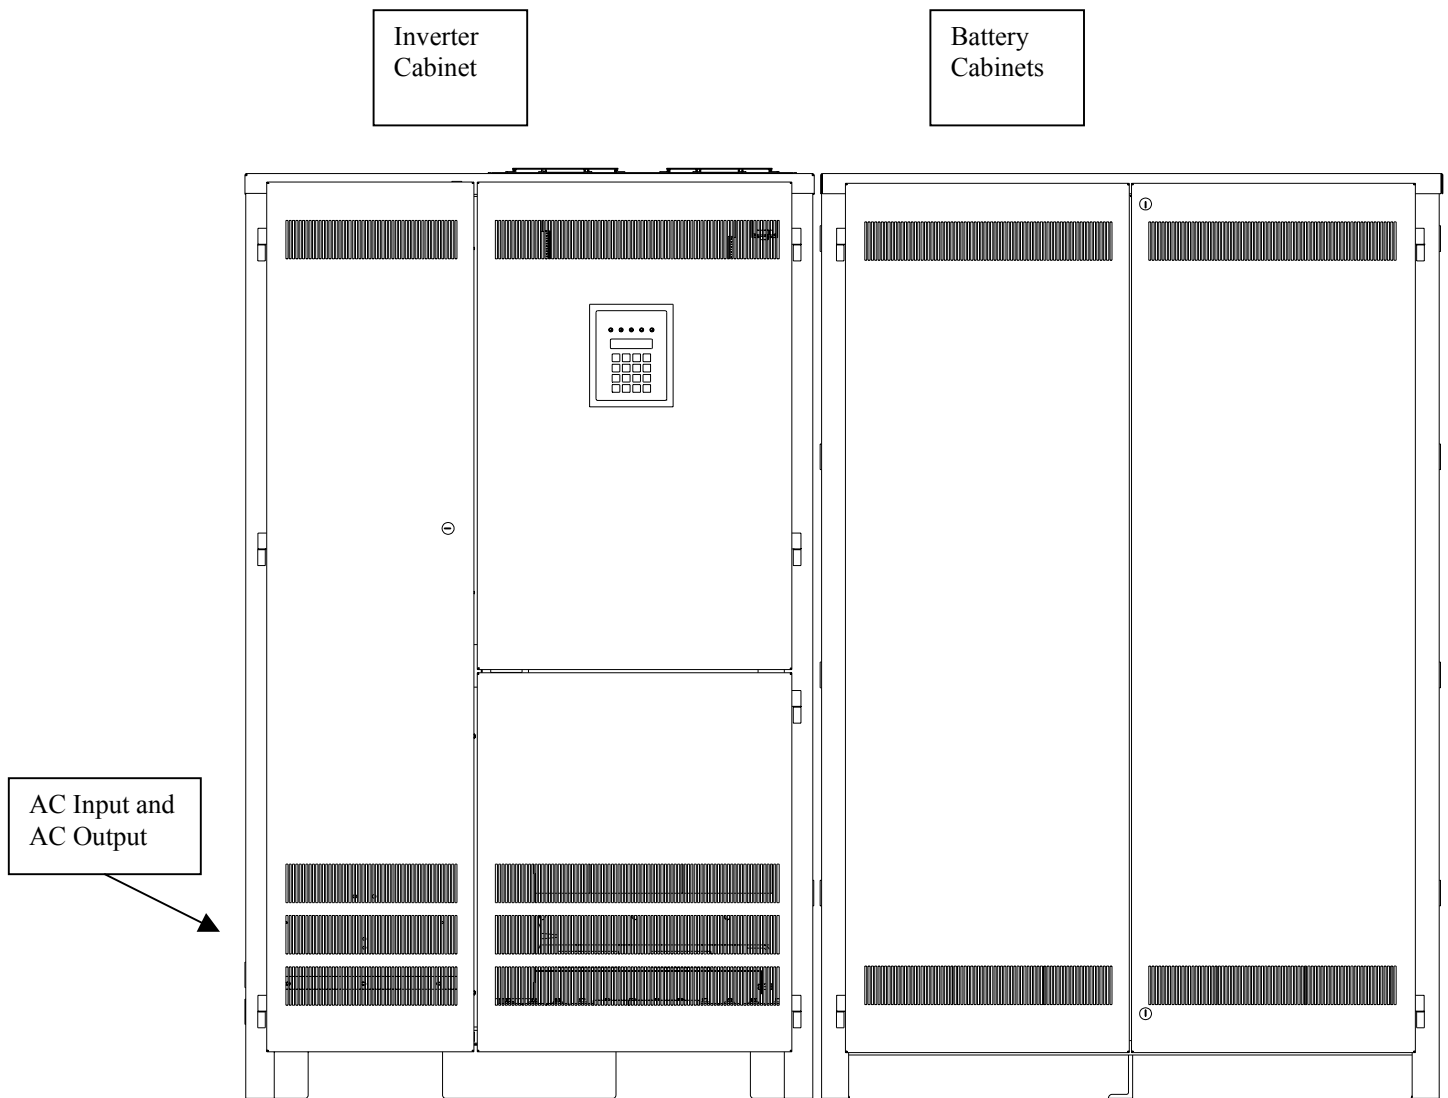 Inverter
Cabinet
Battery
Cabinets
AC Input and
AC Output